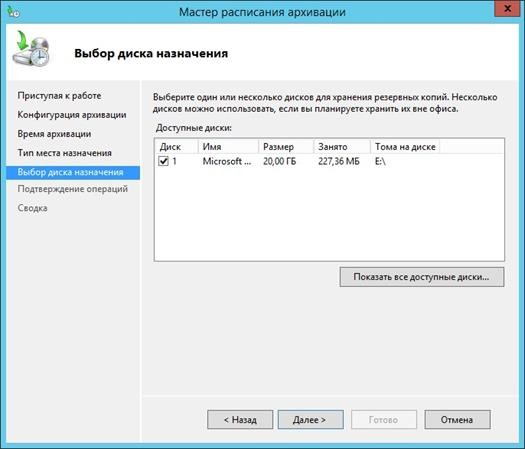 Мастер расписания архивации
x
Выбор диска назначения
Приступая к работе
Конфигурация архивации
Время архивации
Тип места назначения
Выбор диска назначения
Подтверждение операций
Сводка
Выберите один или несколько дисков для хранения резервных копий. Несколько
дисков можно использовать, если вы планируете хранить их вне офиса.
Доступные диски:
Диск Имя Размер Занято Тома на диске
1 Microsoft ... 20,00 ГБ 227,36 МБ E:\
Показать все доступные диски...
< Назад Далее > Готово Отмена